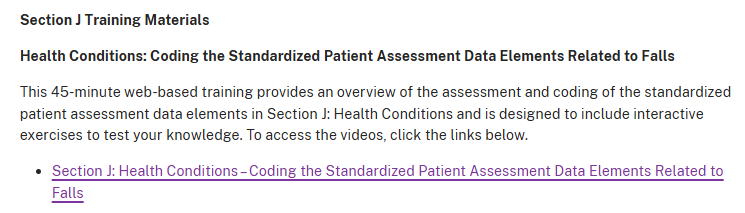 Section J Training Materials
Health Conditions: Coding the Standardized Patient Assessment Data Elements Related to Falls
This 45-minute web-based training provides an overview of the assessment and coding of the standardized
patient assessment data elements in Section J: Health Conditions and is designed to include interactive
exercises to test your knowledge. To access the videos, click the links below.
• Section J: Health Conditions – Coding the Standardized Patient Assessment Data Elements Related to
Falls